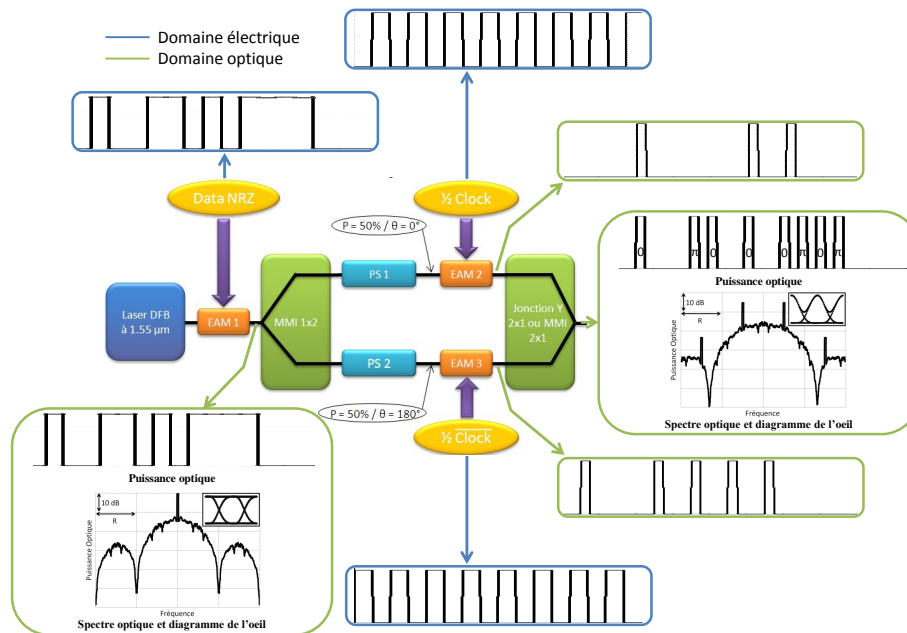 Domaine électrique
Domaine optique
Data NRZ
½ Clock
P = 50% / θ = 0°
Laser DFB
à 1.55 µm
EAM 1
MMI 1x2
PS 1
EAM 2
PS 2
EAM 3
Jonction Y
2x1 ou MMI
2x1
P = 50% / θ = 180°
½ C̅l̅o̅c̅k̅
0
π
0
0
0
π
0
π
Puissance optique
10 dB
R
Puissance Optique
Fréquence
Spectre optique et diagramme de l'oeil
Puissance optique
10 dB
R
Puissance Optique
Fréquence
Spectre optique et diagramme de l'oeil